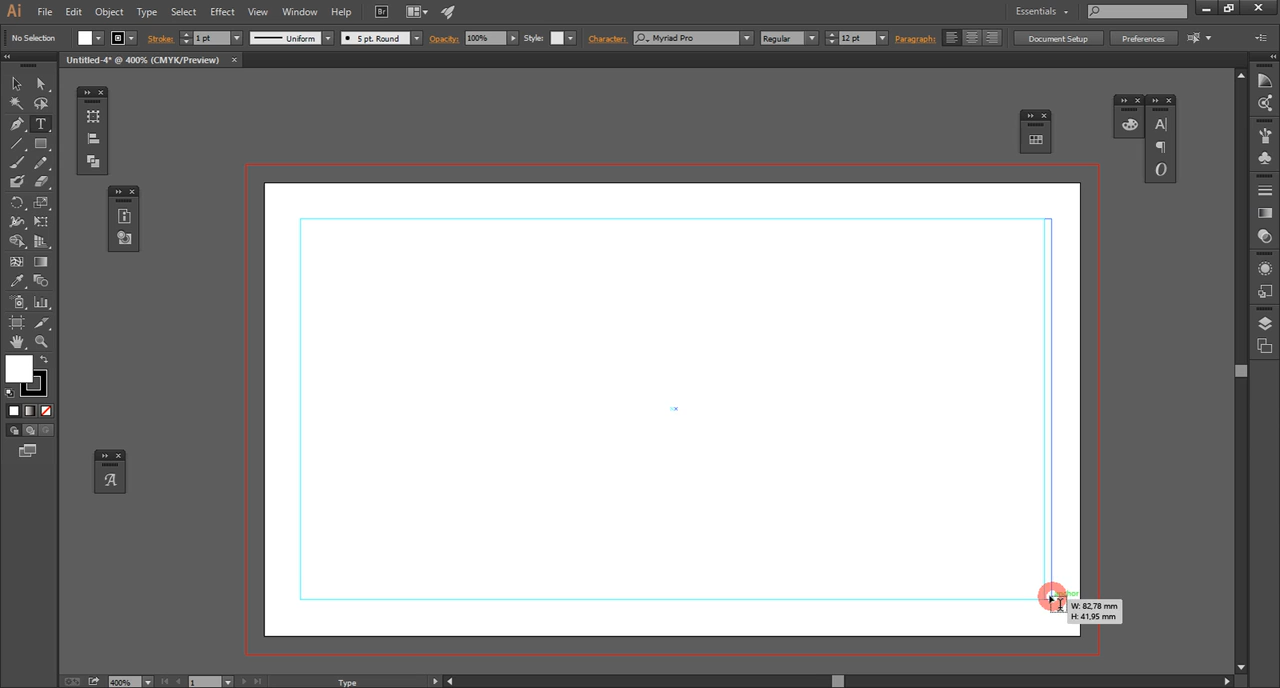 Ai File Edit Object Type Select Effect View Window Help Br Essentials
No Selection Stroke: 1 pt Uniform 5 pt. Round Opacity: 100% Style: Character: Myriad Pro Regular 12 pt Paragraph: Document Setup Preferences
Untitled-4* @ 400% (CMYK/Preview)
W: 82,78 mm
H: 41,95 mm
400% 1 Type